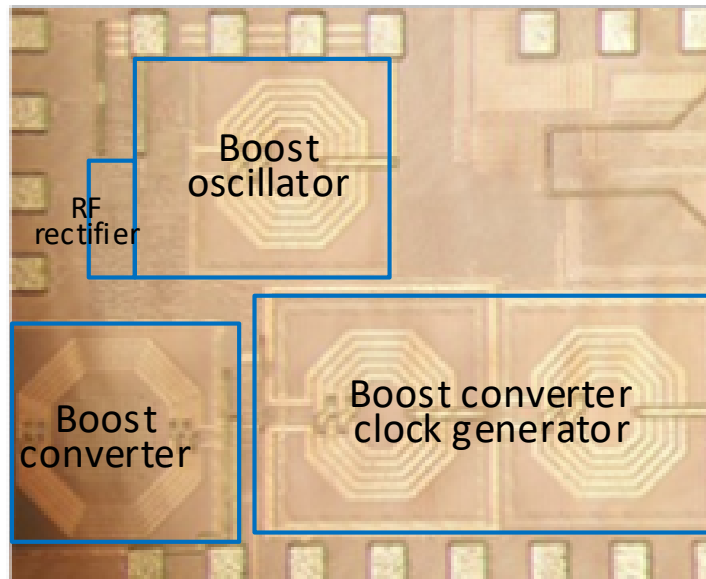 Boost
oscillator
RF
rectifier
Boost converter
clock generator
Boost
converter